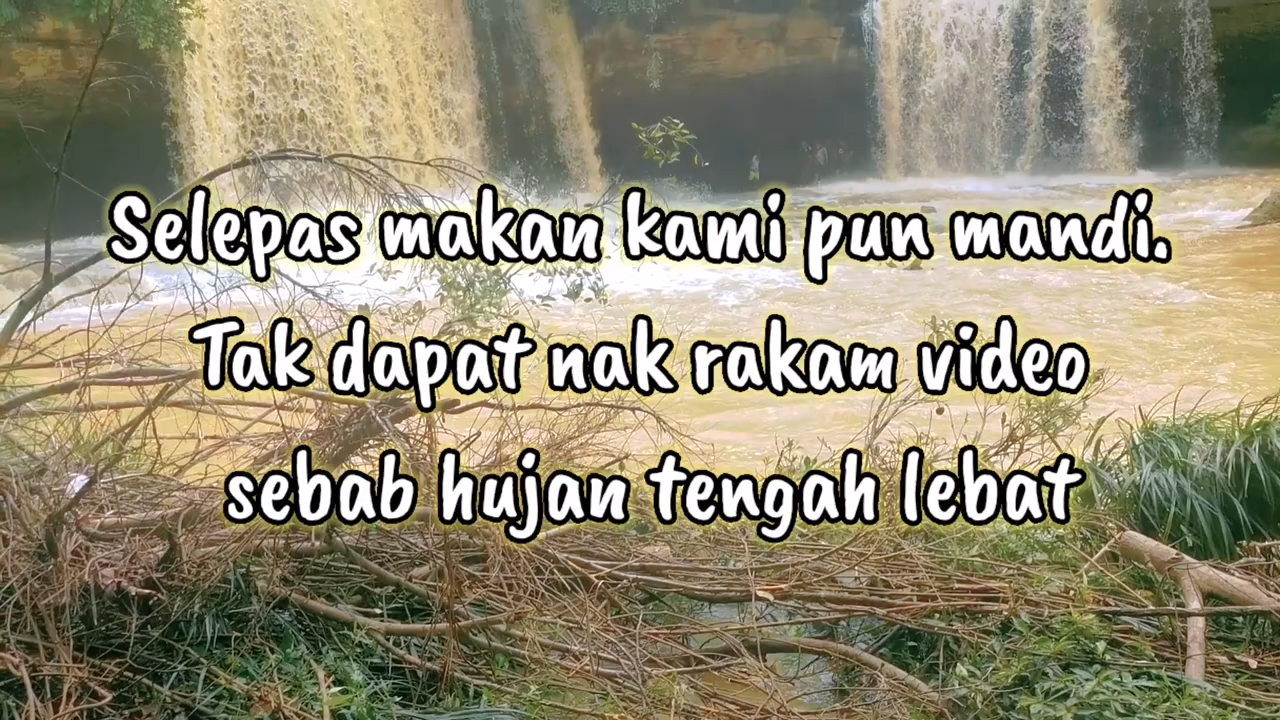 Selepas makan kami pun mandi.
Tak dapat nak rakam video
sebab hujan tengah lebat